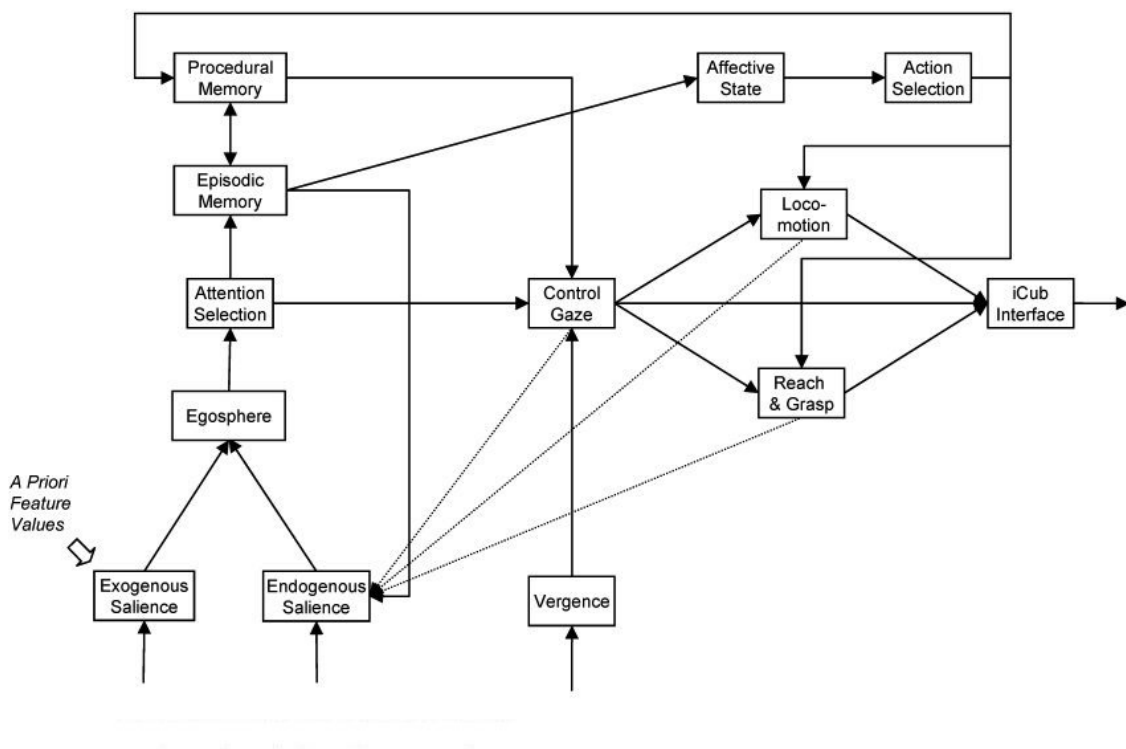 Procedural
Memory
Affective
State
Action
Selection
Episodic
Memory
Loco-
motion
Attention
Selection
Control
Gaze
iCub
Interface
Reach
& Grasp
Egosphere
A Priori
Feature
Values
Exogenous
Salience
Endogenous
Salience
Vergence